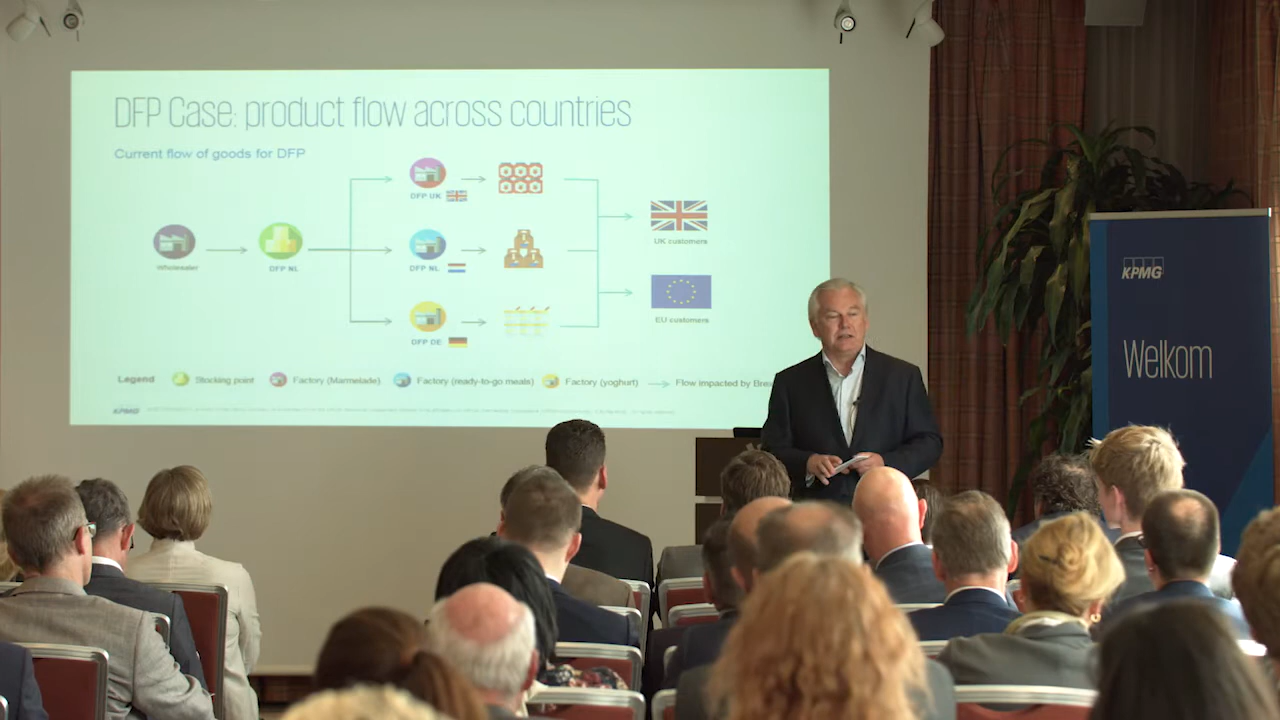 DFP Case: product flow across countries
Current flow of goods for DFP
DFP UK
UK customers
wholesaler
DFP NL
DFP NL
EU customers
DFP DE
Legend
Stocking point
Factory (Marmelade)
Factory (ready-to-go meals)
Factory (yoghurt)
Flow impacted by Brex
KPMG
KPMG
Welkom